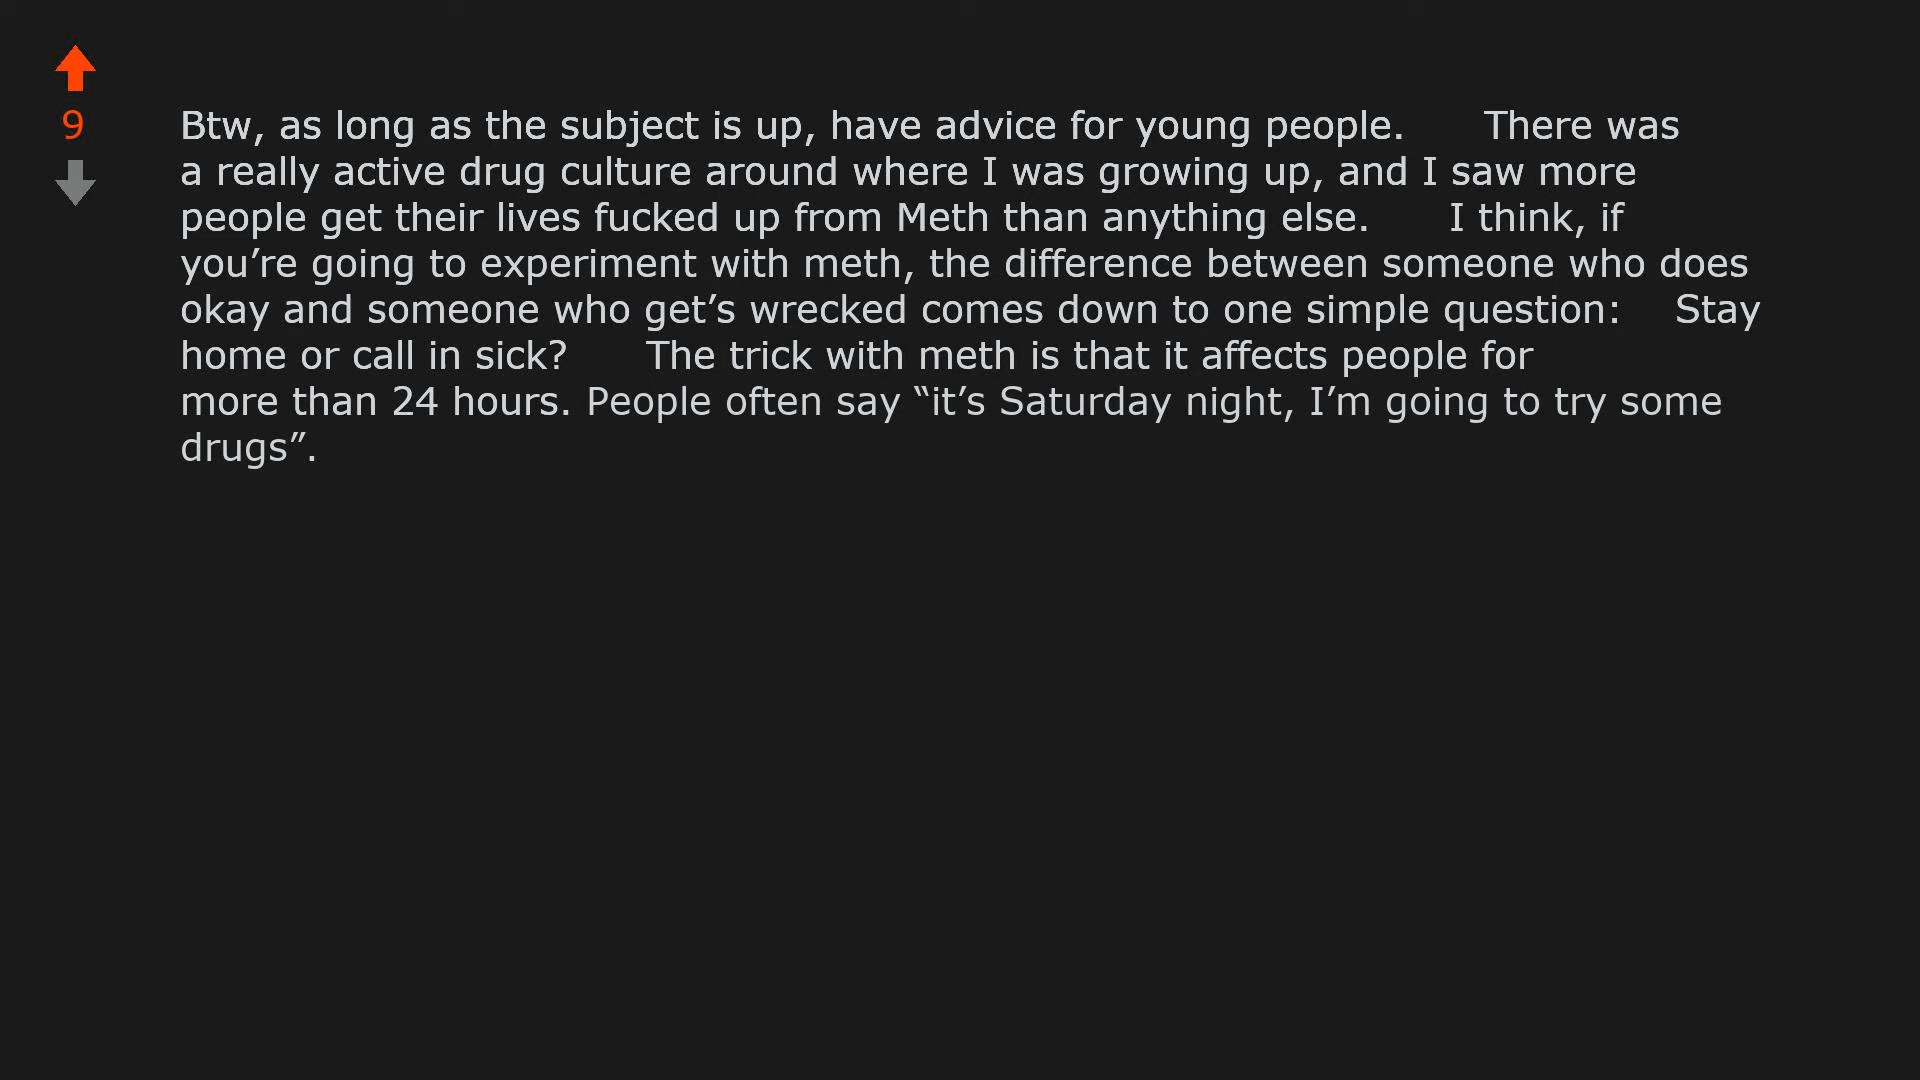 9
Btw, as long as the subject is up, have advice for young people. There was
a really active drug culture around where I was growing up, and I saw more
people get their lives fucked up from Meth than anything else. I think, if
you’re going to experiment with meth, the difference between someone who does
okay and someone who get’s wrecked comes down to one simple question: Stay
home or call in sick? The trick with meth is that it affects people for
more than 24 hours. People often say “it’s Saturday night, I’m going to try some
drugs”.